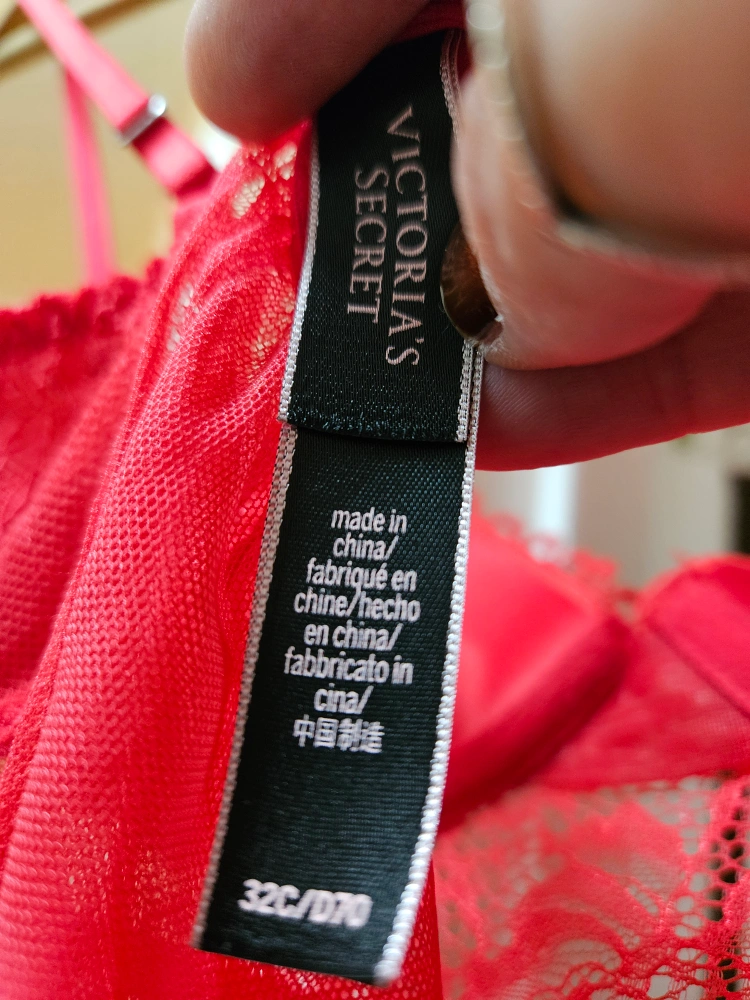 VICTORIA'S
SECRET
made in
china/
fabriqué en
chine/hecho
en china/
fabbricato in
cina/
中国制造
32C/D70